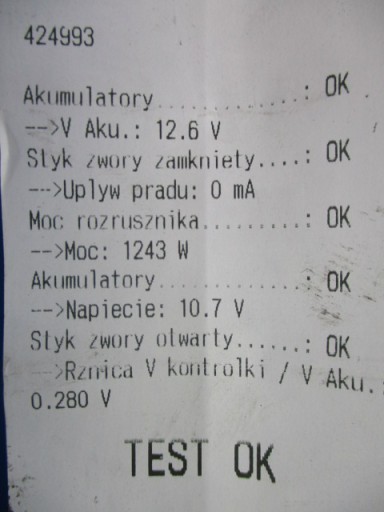 424993
Akumulatory.............: OK
-->V Aku.: 12.6 V
Styk zwory zamkniety....: OK
-->Uplyw pradu: 0 mA
Moc rozrusznika.........: OK
-->Moc: 1243 W
Akumulatory.............: OK
-->Napiecie: 10.7 V
Styk zwory otwarty......: OK
-->Rznica V kontrolki / V Aku.:
0.280 V
TEST OK